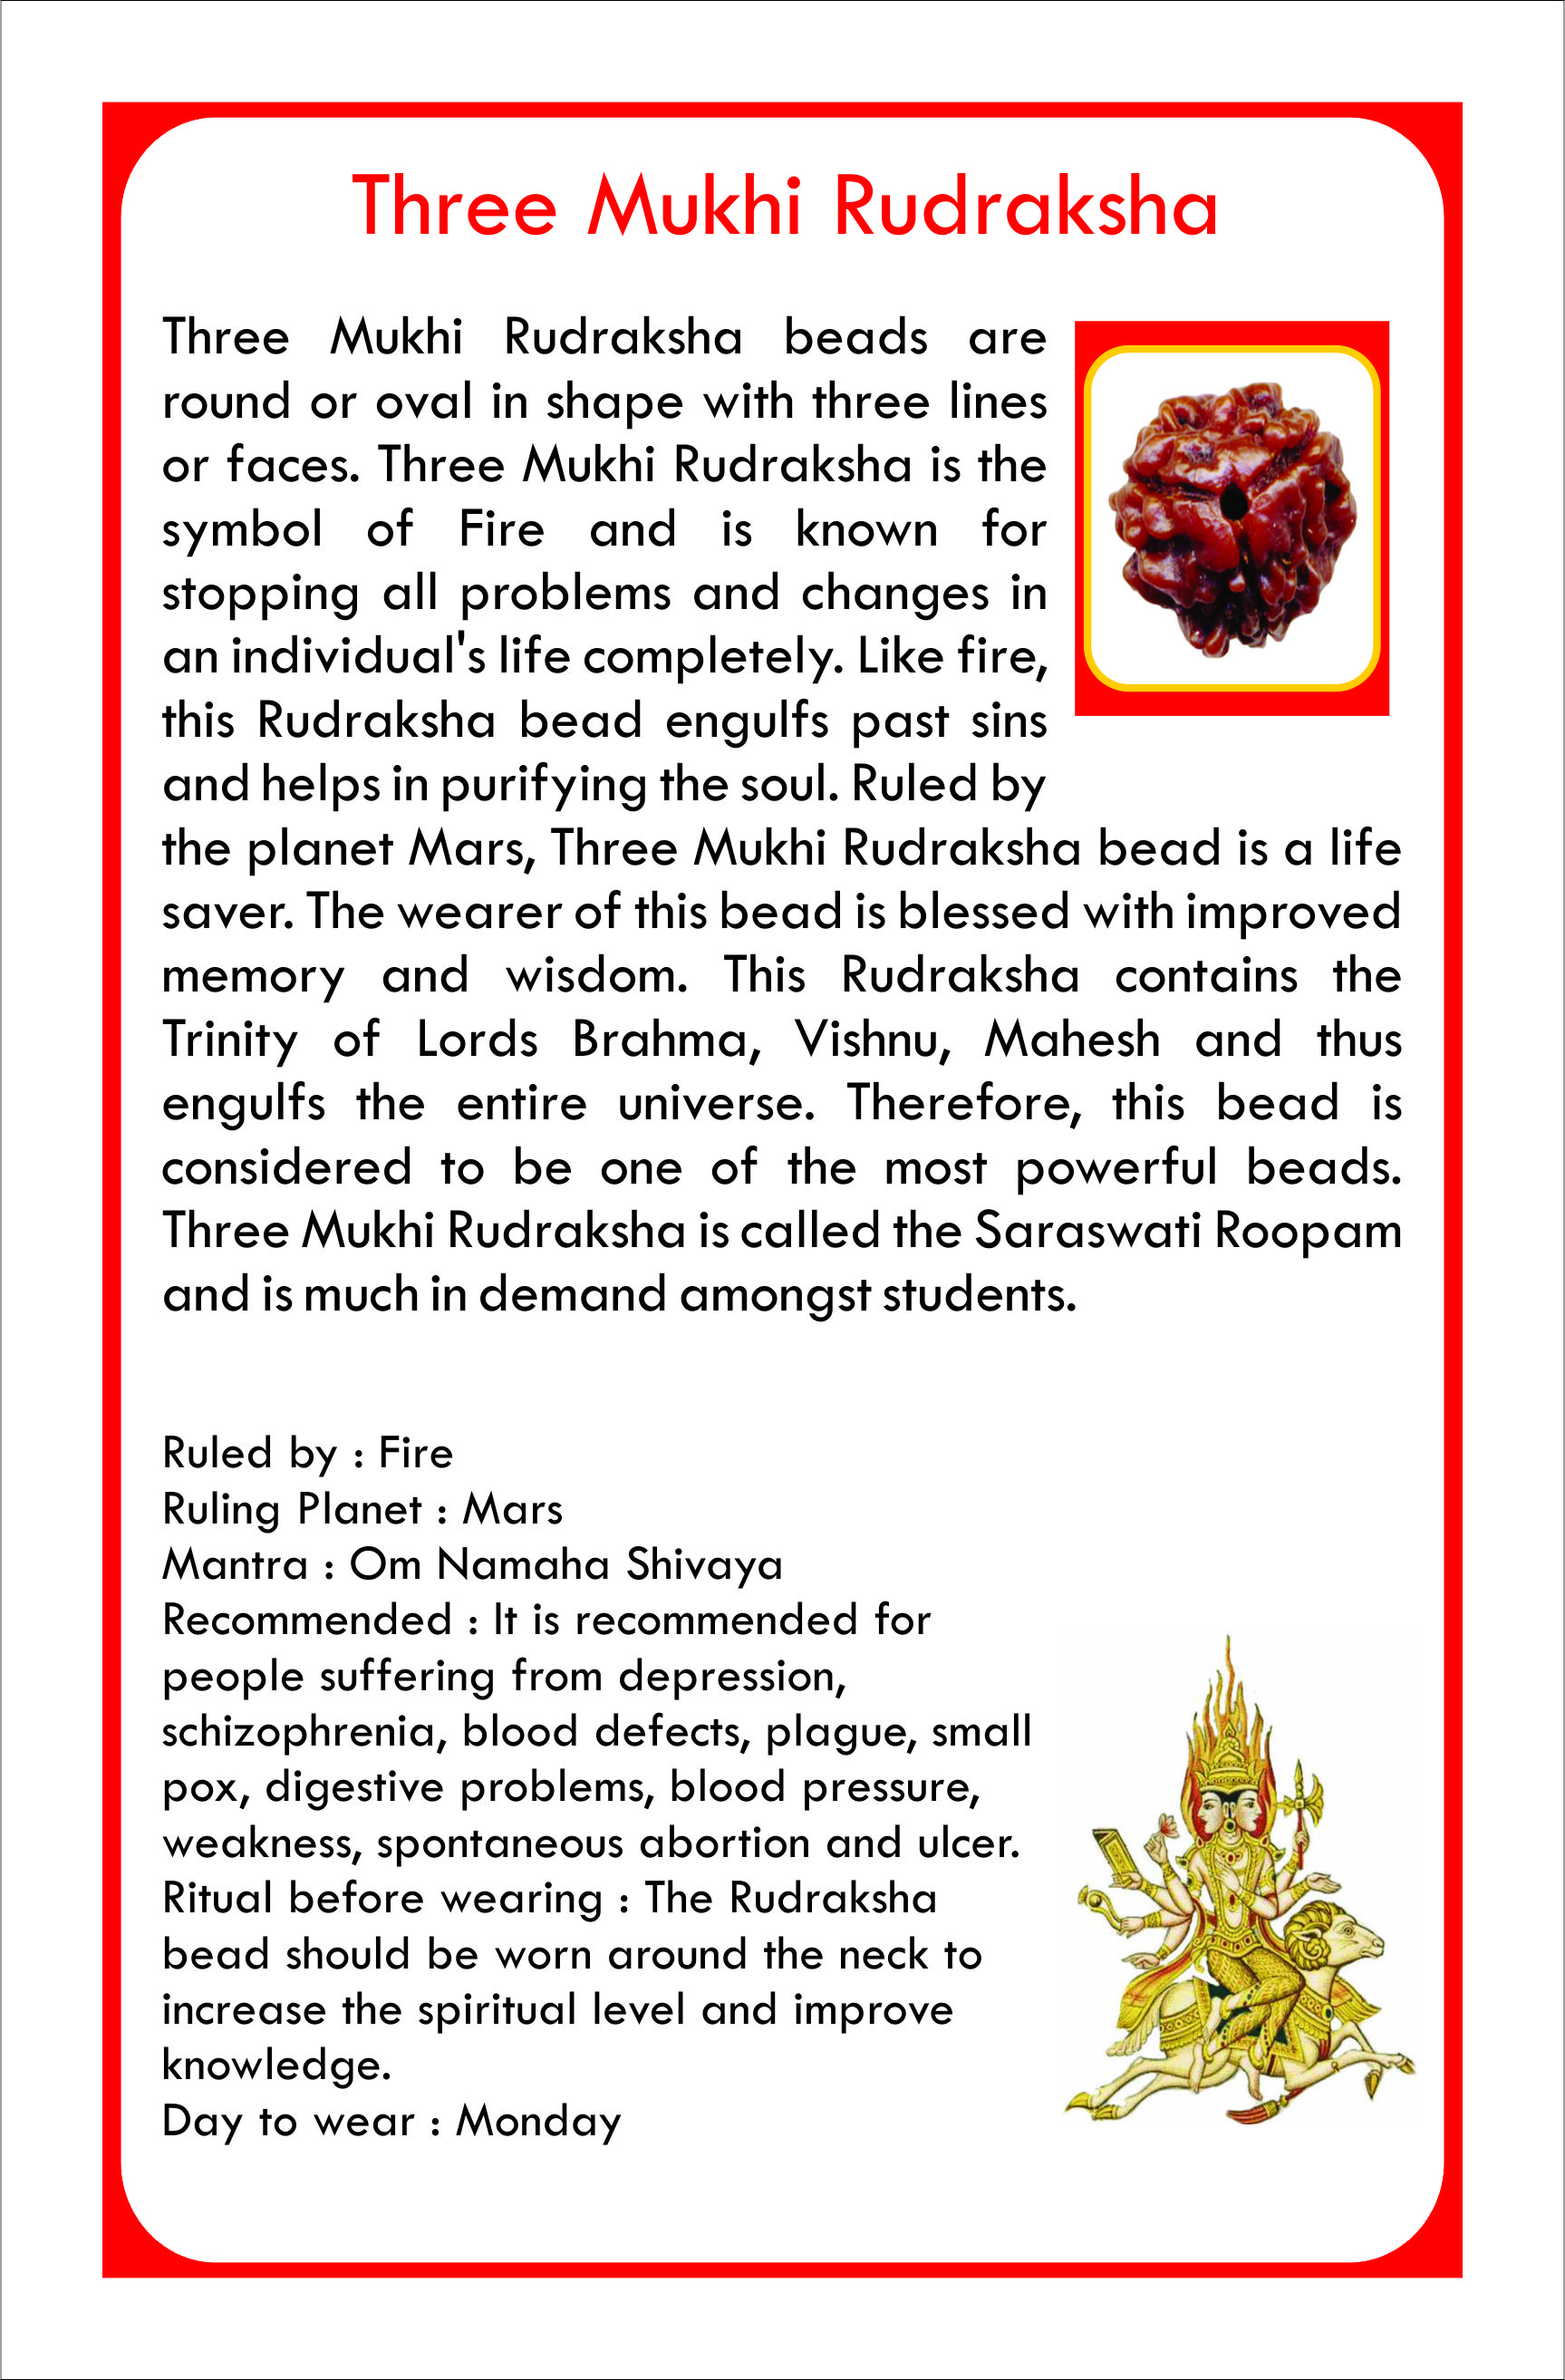 Three Mukhi Rudraksha
Three Mukhi Rudraksha beads are
round or oval in shape with three lines
or faces. Three Mukhi Rudraksha is the
symbol of Fire and is known for
stopping all problems and changes in
an individual's life completely. Like fire,
this Rudraksha bead engulfs past sins
and helps in purifying the soul. Ruled by
the planet Mars, Three Mukhi Rudraksha bead is a life
saver. The wearer of this bead is blessed with improved
memory and wisdom. This Rudraksha contains the
Trinity of Lords Brahma, Vishnu, Mahesh and thus
engulfs the entire universe. Therefore, this bead is
considered to be one of the most powerful beads.
Three Mukhi Rudraksha is called the Saraswati Roopam
and is much in demand amongst students.
Ruled by : Fire
Ruling Planet : Mars
Mantra : Om Namaha Shivaya
Recommended : It is recommended for
people suffering from depression,
schizophrenia, blood defects, plague, small
pox, digestive problems, blood pressure,
weakness, spontaneous abortion and ulcer.
Ritual before wearing : The Rudraksha
bead should be worn around the neck to
increase the spiritual level and improve
knowledge.
Day to wear : Monday